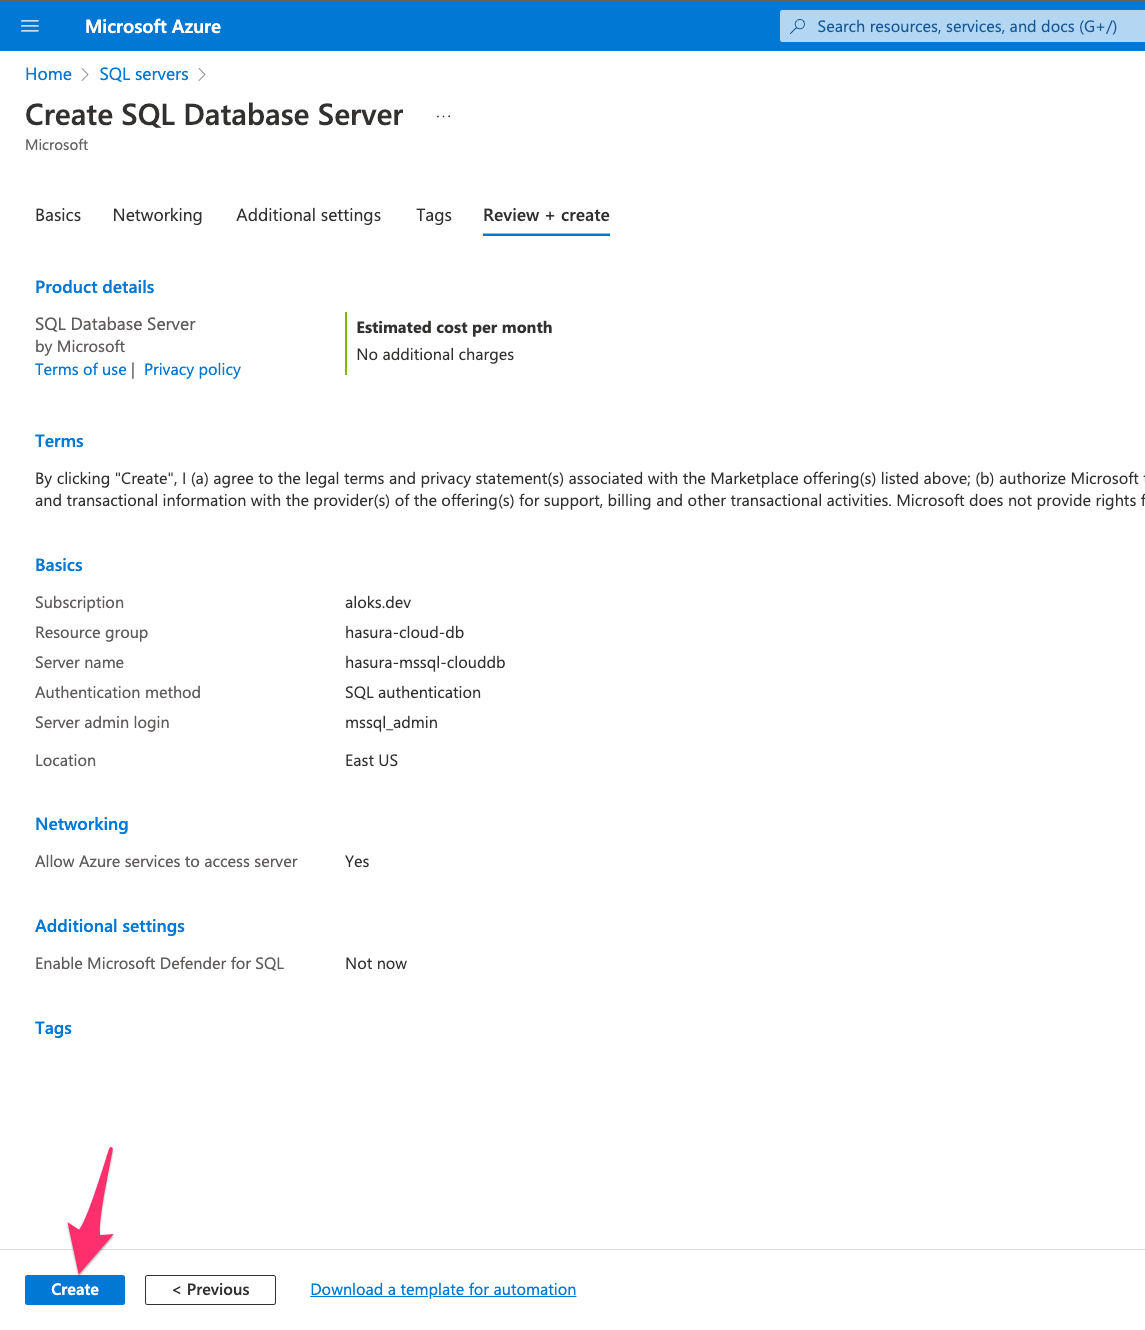 Microsoft Azure
Search resources, services, and docs (G+/)
Home > SQL servers >
Create SQL Database Server ...
Microsoft
Basics Networking Additional settings Tags Review + create
Product details
SQL Database Server
by Microsoft
Terms of use | Privacy policy
Estimated cost per month
No additional charges
Terms
By clicking "Create", I (a) agree to the legal terms and privacy statement(s) associated with the Marketplace offering(s) listed above; (b) authorize Microsoft
and transactional information with the provider(s) of the offering(s) for support, billing and other transactional activities. Microsoft does not provide rights
Basics
Subscription aloks.dev
Resource group hasura-cloud-db
Server name hasura-mssql-clouddb
Authentication method SQL authentication
Server admin login mssql_admin
Location East US
Networking
Allow Azure services to access server Yes
Additional settings
Enable Microsoft Defender for SQL Not now
Tags
Create < Previous Download a template for automation